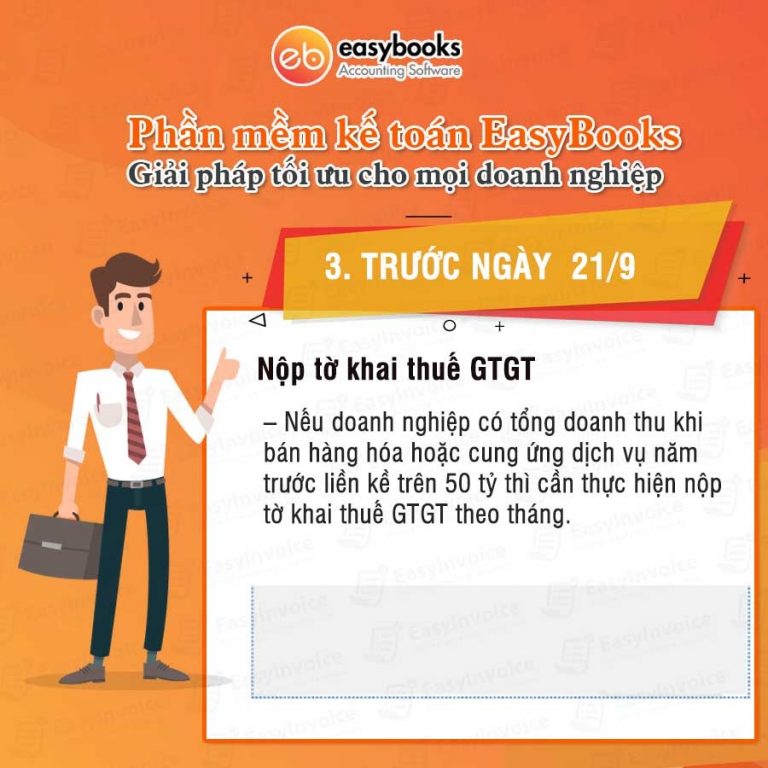 eb easybooks
Accounting Software
Phần mềm kế toán EasyBooks
Giải pháp tối ưu cho mọi doanh nghiệp
3. TRƯỚC NGÀY 21/9
Nộp tờ khai thuế GTGT
– Nếu doanh nghiệp có tổng doanh thu khi
bán hàng hóa hoặc cung ứng dịch vụ năm
trước liền kề trên 50 tỷ thì cần thực hiện nộp
tờ khai thuế GTGT theo tháng.
EasyInvoice